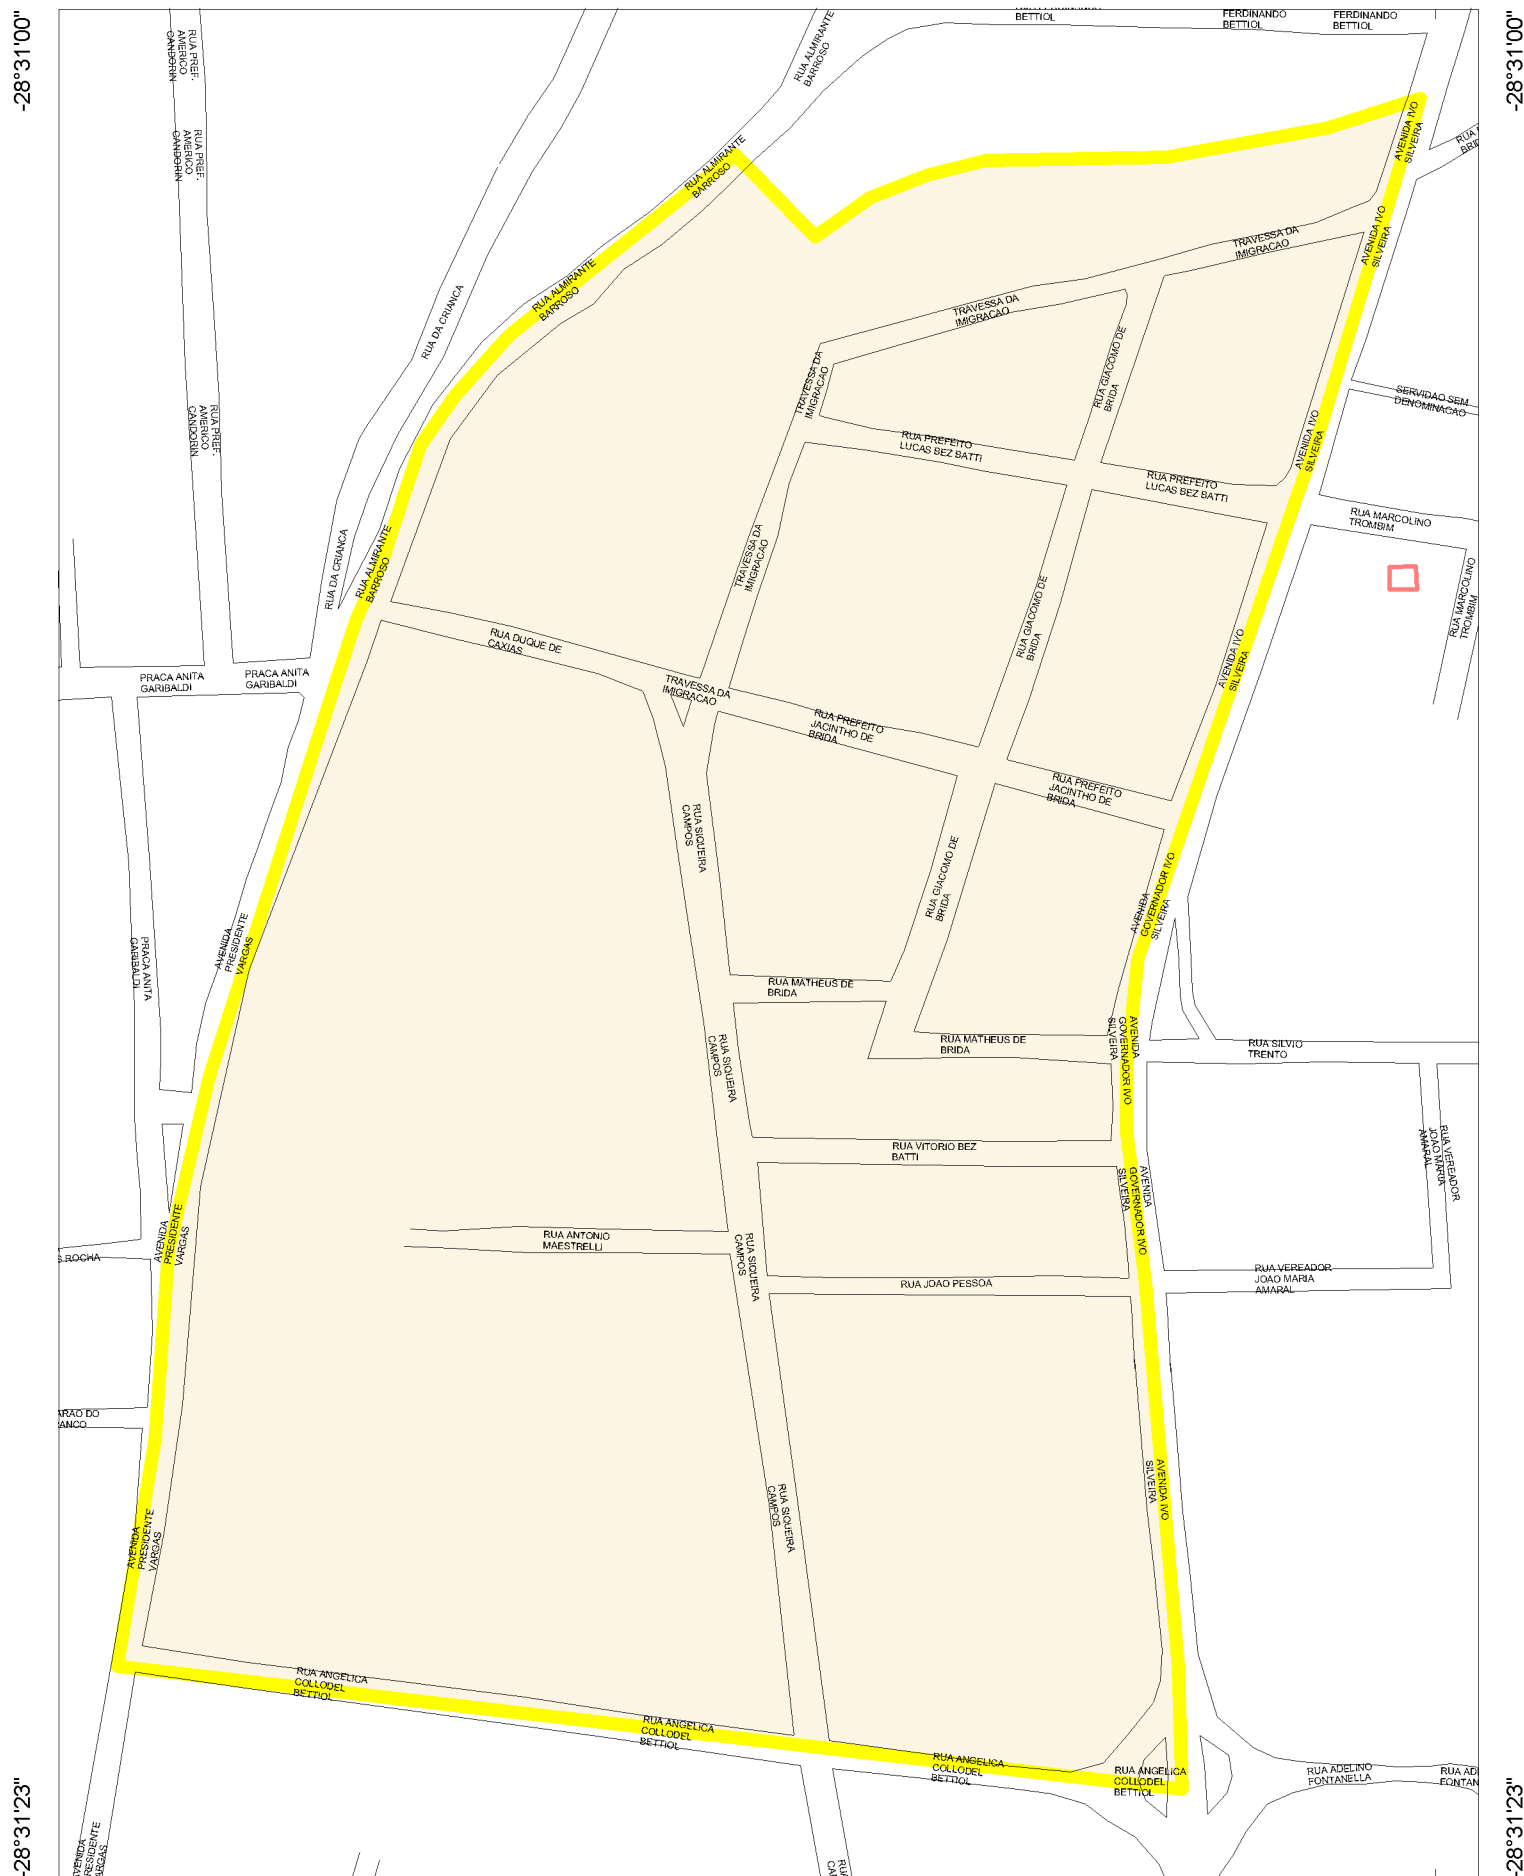 -28°31'00"
-28°31'00"
BETTIOL
FERDINANDO
BETTIOL
FERDINANDO
BETTIOL
RUA PREF.
AMERICO
CANDORIN
RUA ALMIRANTE
BARROSO
AVENIDA IVO
SILVEIRA
RUA
RUA PREF.
AMERICO
CANDORIN
RUA ALMIRANTE
BARROSO
AVENIDA IVO
SILVEIRA
TRAVESSA DA
IMIGRACAO
RUA ALMIRANTE
BARROSO
RUA DA CRIANCA
TRAVESSA DA
IMIGRACAO
RUA GIACOMO DE
BRIDA
TRAVESSA DA
IMIGRACAO
SERVIDAO SEM
DENOMINACAO
RUA PREF.
AMERICO
CANDORIN
RUA PREFEITO
LUCAS BEZ BATTI
AVENIDA IVO
SILVEIRA
RUA PREFEITO
LUCAS BEZ BATTI
RUA MARCOLINO
TROMBIM
RUA DA CRIANCA
RUA ALMIRANTE
BARROSO
TRAVESSA DA
IMIGRACAO
RUA GIACOMO DE
BRIDA
RUA MARCOLINO
TROMBIM
RUA DUQUE DE
CAXIAS
AVENIDA IVO
SILVEIRA
PRACA ANITA
GARIBALDI
PRACA ANITA
GARIBALDI
TRAVESSA DA
IMIGRACAO
RUA PREFEITO
JACINTHO DE
BRIDA
RUA PREFEITO
JACINTHO DE
BRIDA
RUA SIQUEIRA
CAMPOS
RUA GIACOMO DE
BRIDA
AVENIDA
GOVERNADOR IVO
SILVEIRA
PRACA ANITA
GARIBALDI
AVENIDA
PRESIDENTE
VARGAS
RUA MATHEUS DE
BRIDA
RUA SIQUEIRA
CAMPOS
RUA MATHEUS DE
BRIDA
AVENIDA
GOVERNADOR IVO
SILVEIRA
RUA SILVIO
TRENTO
RUA VITORIO BEZ
BATTI
AVENIDA
GOVERNADOR IVO
SILVEIRA
RUA VEREADOR
JOAO MARIA
AMARAL
AVENIDA
PRESIDENTE
VARGAS
ROCHA
RUA ANTONIO
MAESTRELLI
RUA SIQUEIRA
CAMPOS
RUA JOAO PESSOA
RUA VEREADOR
JOAO MARIA
AMARAL
ARAO DO
ANCO
RUA SIQUEIRA
CAMPOS
AVENIDA IVO
SILVEIRA
AVENIDA
PRESIDENTE
VARGAS
RUA ANGELICA
COLLODEL
BETTIOL
RUA ANGELICA
COLLODEL
BETTIOL
RUA ANGELICA
COLLODEL
BETTIOL
RUA ANGELICA
COLLODEL
BETTIOL
RUA ADELINO
FONTANELLA
RUA AD
FONTAN
AVENIDA
RESIDENTE
ARGAS
-28°31'23"
-28°31'23"